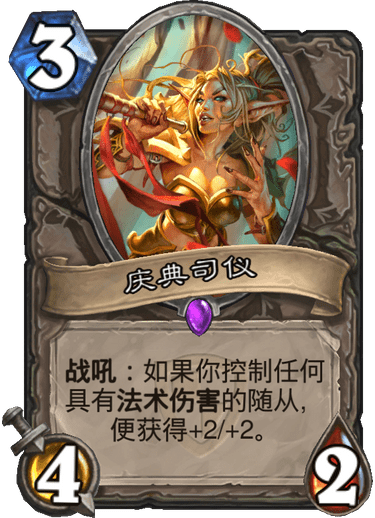 3
庆典司仪
战吼：如果你控制任何
具有法术伤害的随从，
便获得+2/+2。
4
2